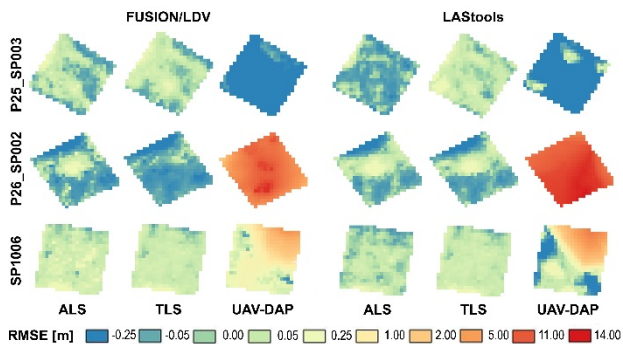 FUSION/LDV LAStools
P25_SP003
P26_SP002
SP1006
ALS TLS UAV-DAP ALS TLS UAV-DAP
RMSE [m] -0.25 -0.05 0.00 0.05 0.25 1.00 2.00 5.00 11.00 14.00